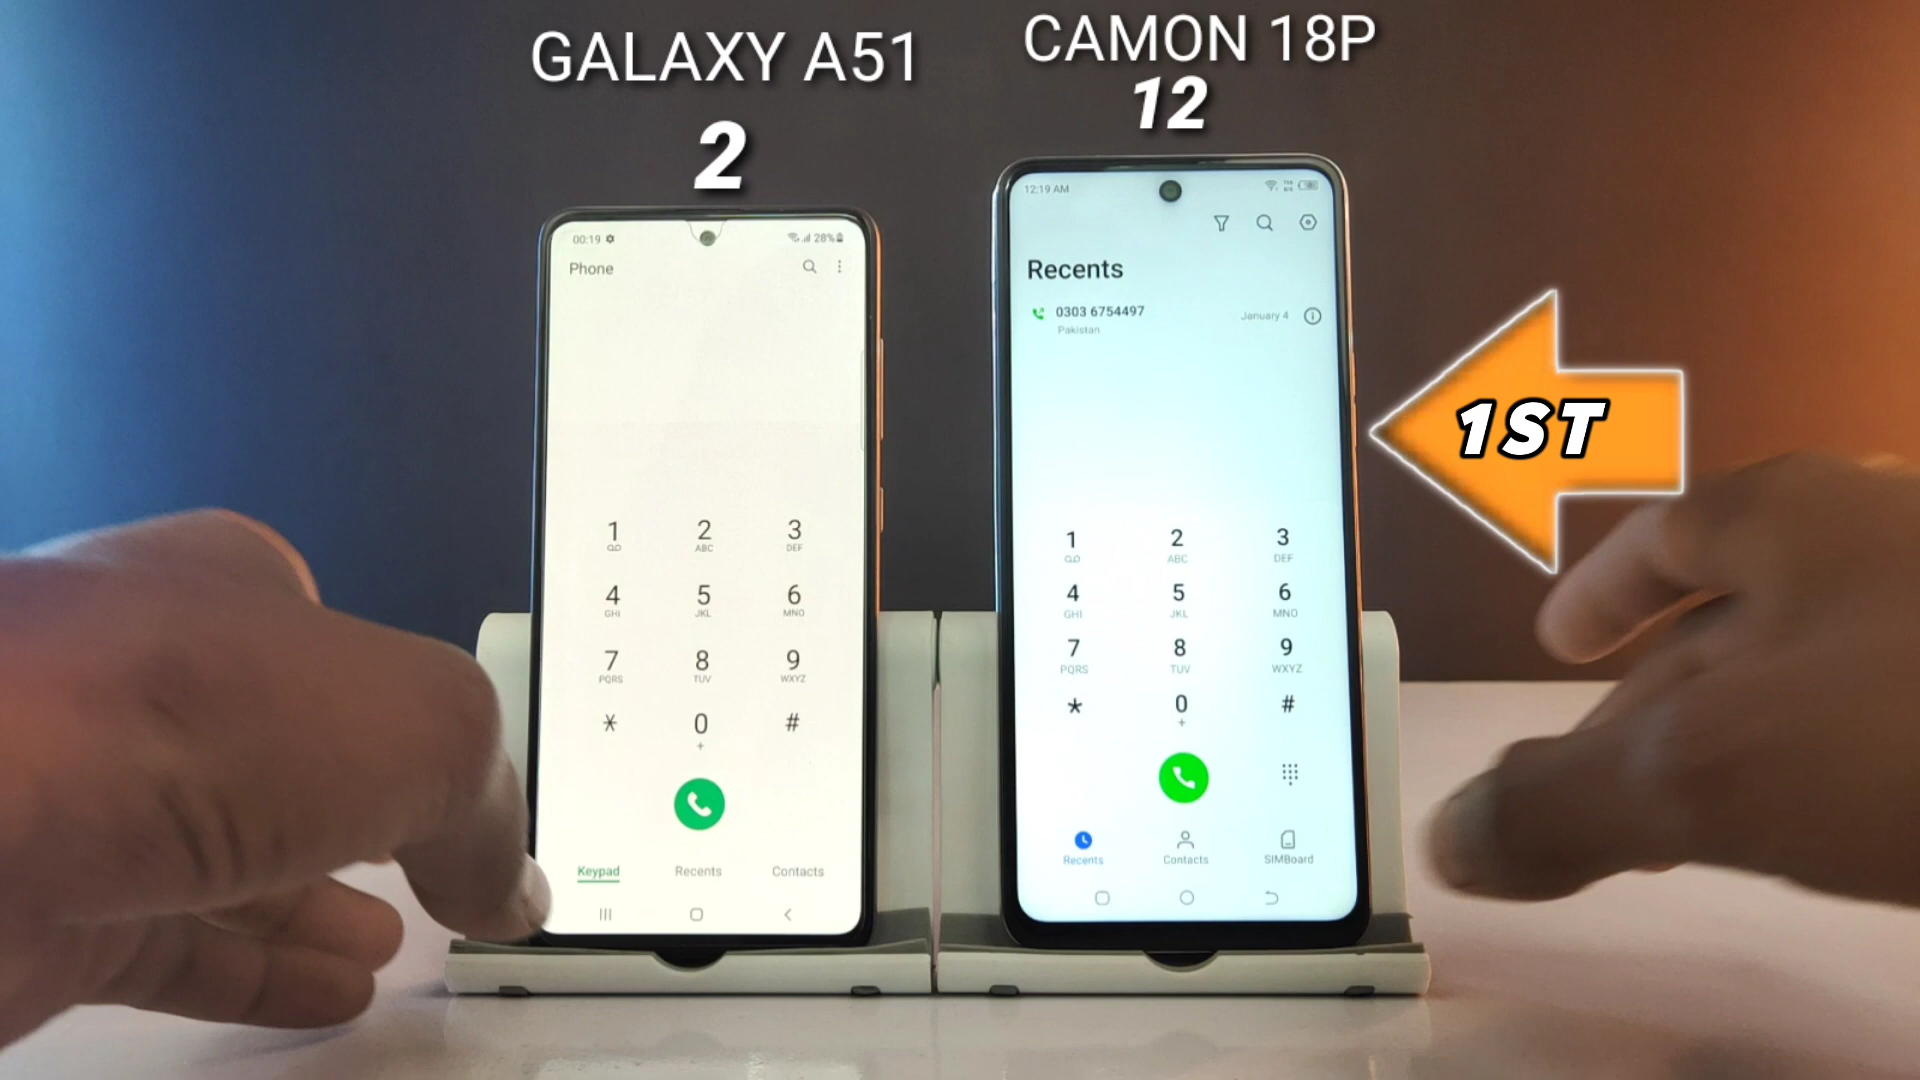 GALAXY A51
2
CAMON 18P
12
1ST
00:19
28%
Phone
1
2 ABC
3 DEF
4 GHI
5 JKL
6 MNO
7 PQRS
8 TUV
9 WXYZ
*
0 +
#
Keypad
Recents
Contacts
12:19 AM
Recents
0303 6754497
January 4
Pakistan
1
2 ABC
3 DEF
4 GHI
5 JKL
6 MNO
7 PQRS
8 TUV
9 WXYZ
*
0 +
#
Recents
Contacts
SIMBoard